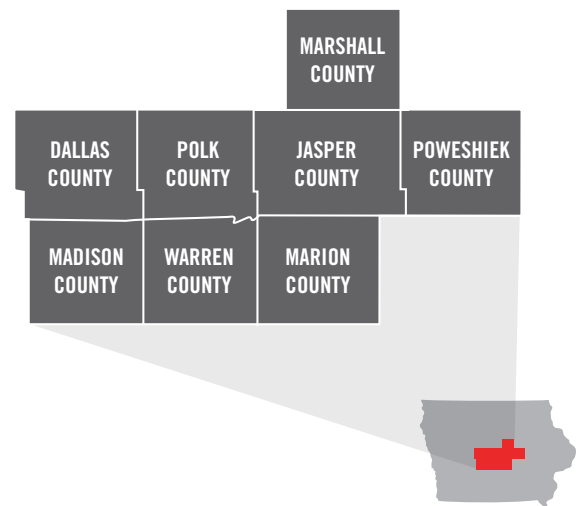 MARSHALL
COUNTY
DALLAS
COUNTY
POLK
COUNTY
JASPER
COUNTY
POWESHIEK
COUNTY
MADISON
COUNTY
WARREN
COUNTY
MARION
COUNTY